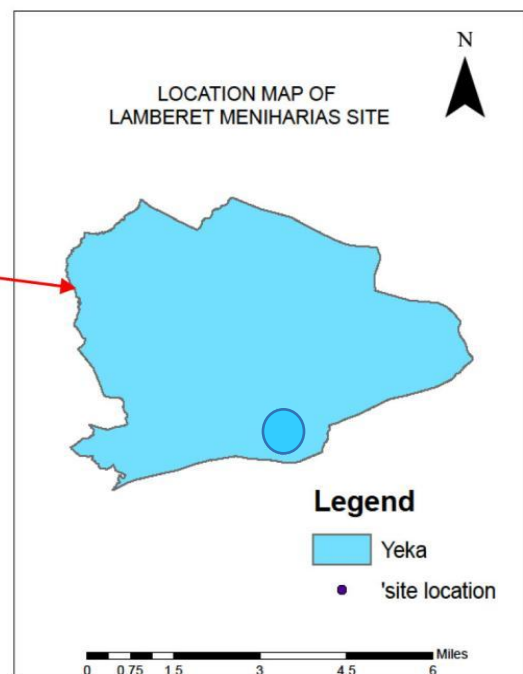 N
LOCATION MAP OF
LAMBERET MENIHARIAS SITE
Legend
Yeka
'site location
Miles
0 0.75 1.5 3 4.5 6